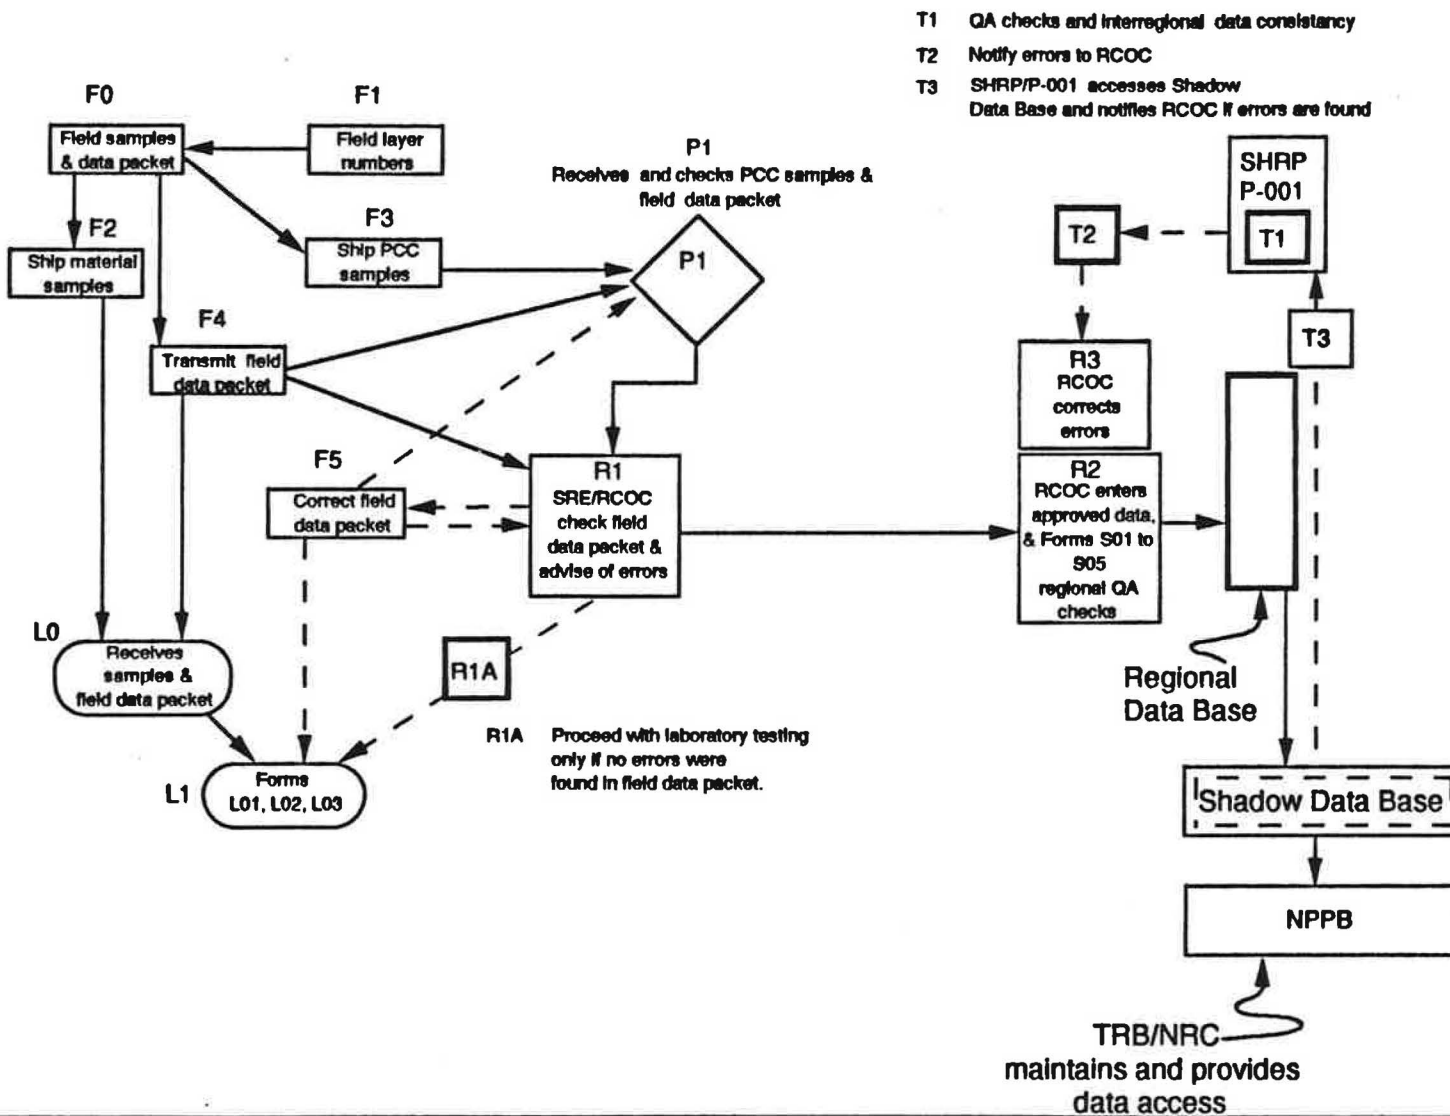 T1 QA checks and interregional data consistancy
T2 Notify errors to RCOC
T3 SHRP/P-001 accesses Shadow
Data Base and notifies RCOC if errors are found
F0
F1
Field samples
& data packet
Field layer
numbers
P1
Receives and checks PCC samples &
field data packet
SHRP
P-001
T1
T2
F2
Ship material
samples
F3
Ship PCC
samples
P1
F4
Transmit field
data packet
T3
R3
RCOC
corrects
errors
F5
Correct field
data packet
R1
SRE/RCOC
check field
data packet &
advise of errors
R2
RCOC enters
approved data,
& Forms S01 to
S05
regional QA
checks
L0
Receives
samples &
field data packet
R1A
Regional
Data Base
R1A Proceed with laboratory testing
only if no errors were
found in field data packet.
L1
Forms
L01, L02, L03
Shadow Data Base
NPPB
TRB/NRC
maintains and provides
data access